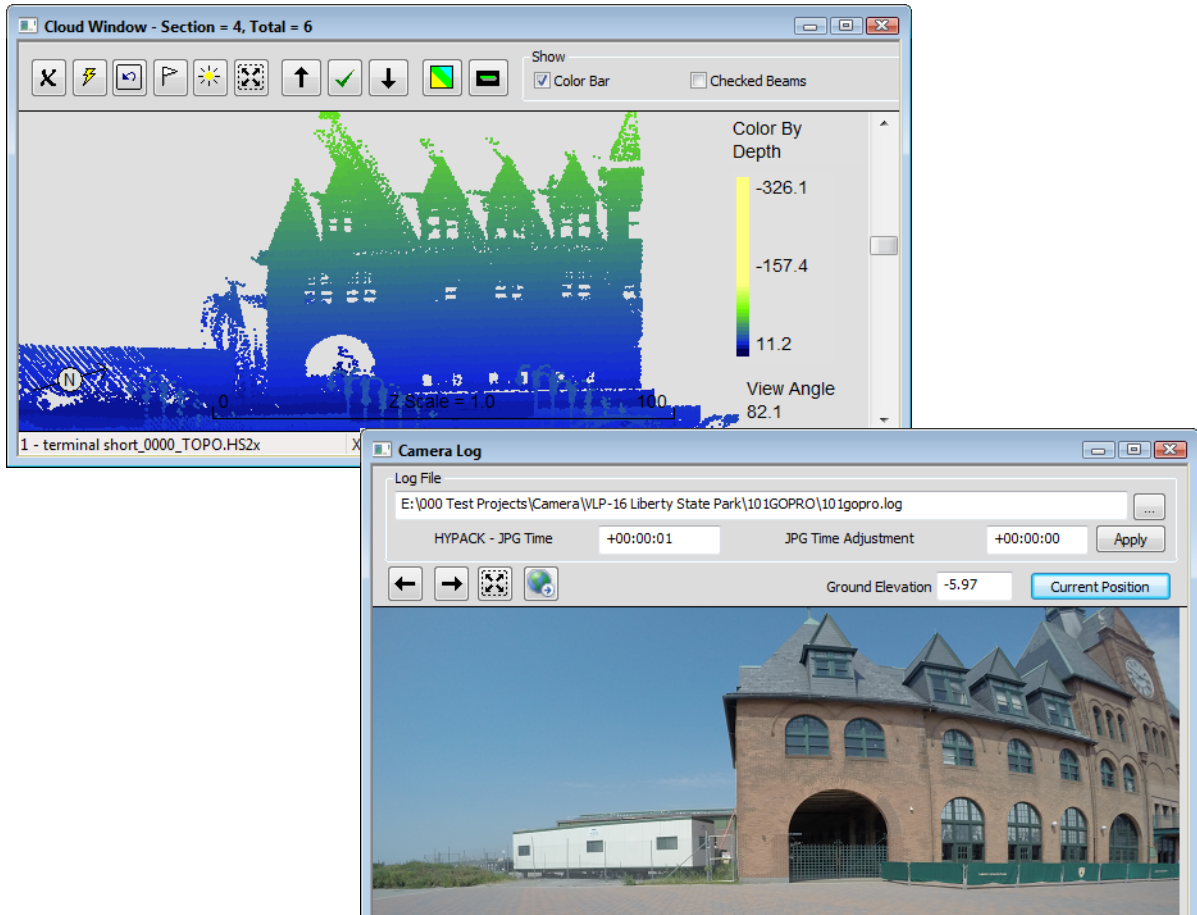 Cloud Window - Section = 4, Total = 6
Show
Color Bar
Checked Beams
Color By
Depth
-326.1
-157.4
11.2
View Angle
82.1
N
0
Z Scale = 1.0
100
1 - terminal short_0000_TOPO.HS2x
X
Camera Log
Log File
E:\000 Test Projects\Camera\VLP-16 Liberty State Park\101GOPRO\101gopro.log
...
HYPACK - JPG Time
+00:00:01
JPG Time Adjustment
+00:00:00
Apply
Ground Elevation
-5.97
Current Position